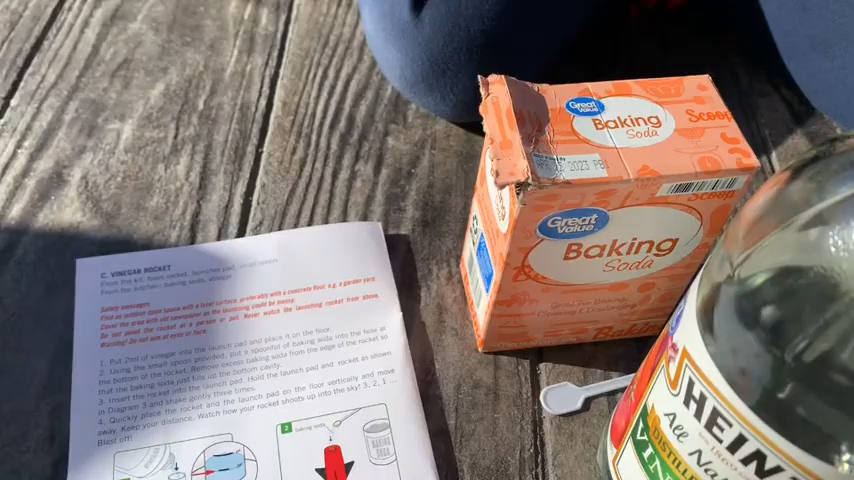 C. VINEGAR ROCKET
From the kit: foam rocket, launcher pad, small spoon
From the kitchen: baking soda, vinegar
Safety messages:
Find an outdoor open space with a level surface, preferably with a concrete floor, e.g. a garden yard.
Cover the area with old newspaper as the launching could be messy.
Do not point the rocket at a person or pet. Never watch the launching rocket from above.
Warning! Do not aim at eyes or face.
1. Put 2ml of vinegar into the launch pad and place it on the floor.
2. Using the small spoon provided, put a spoonful of baking soda into the hole at
the bottom of the rocket. Remove excess baking soda from the edge of the rocket so
that the baking soda just fills up the bottom cavity.
3. Insert the rocket into the launch pad. Hold the launch pad and rocket as shown
in Diagram 3 and shake gently three times.
4. Quickly place the rocket and the launch pad on the floor vertically and move
away. Keep your distance. Watch how your rocket shoots up into the sky! 3, 2, 1 ...
Blast off!
2 baking soda
Great Value
Baking
Soda
Scoop
2023 PB1
Great Value
Baking
Soda
Scoop
Great for Baking,
Cleaning & Deodorizing
Baking
HEIN
All Na
DISTILLED
VIN